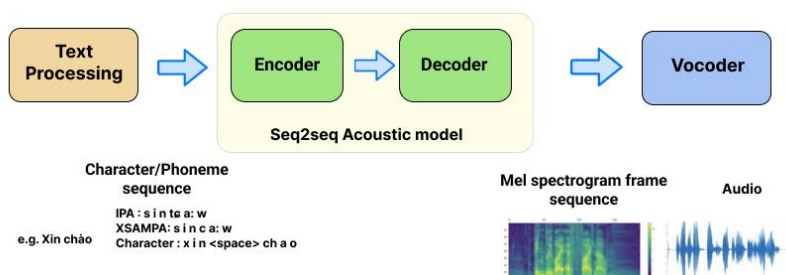 Text
Processing
Encoder
Decoder
Vocoder
Seq2seq Acoustic model
Character/Phoneme
sequence
IPA : s i n tɕ a: w
XSAMPA: s i n c a: w
e.g. Xin chào
Character : x i n <space> ch a o
Mel spectrogram frame
sequence
Audio